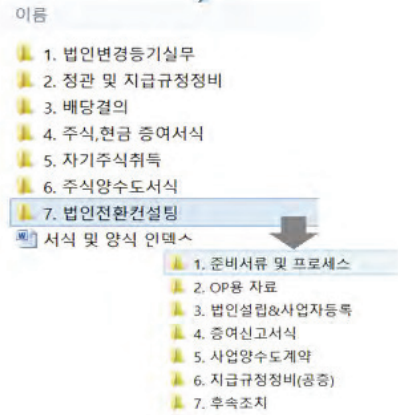 이름
1. 법인변경등기실무
2. 정관 및 지급규정정비
3. 배당결의
4. 주식,현금 증여서식
5. 자기주식취득
6. 주식양수도서식
7. 법인전환컨설팅
서식 및 양식 인덱스
1. 준비서류 및 프로세스
2. OP용 자료
3. 법인설립&사업자등록
4. 증여신고서식
5. 사업양수도계약
6. 지급규정정비(공증)
7. 후속조치